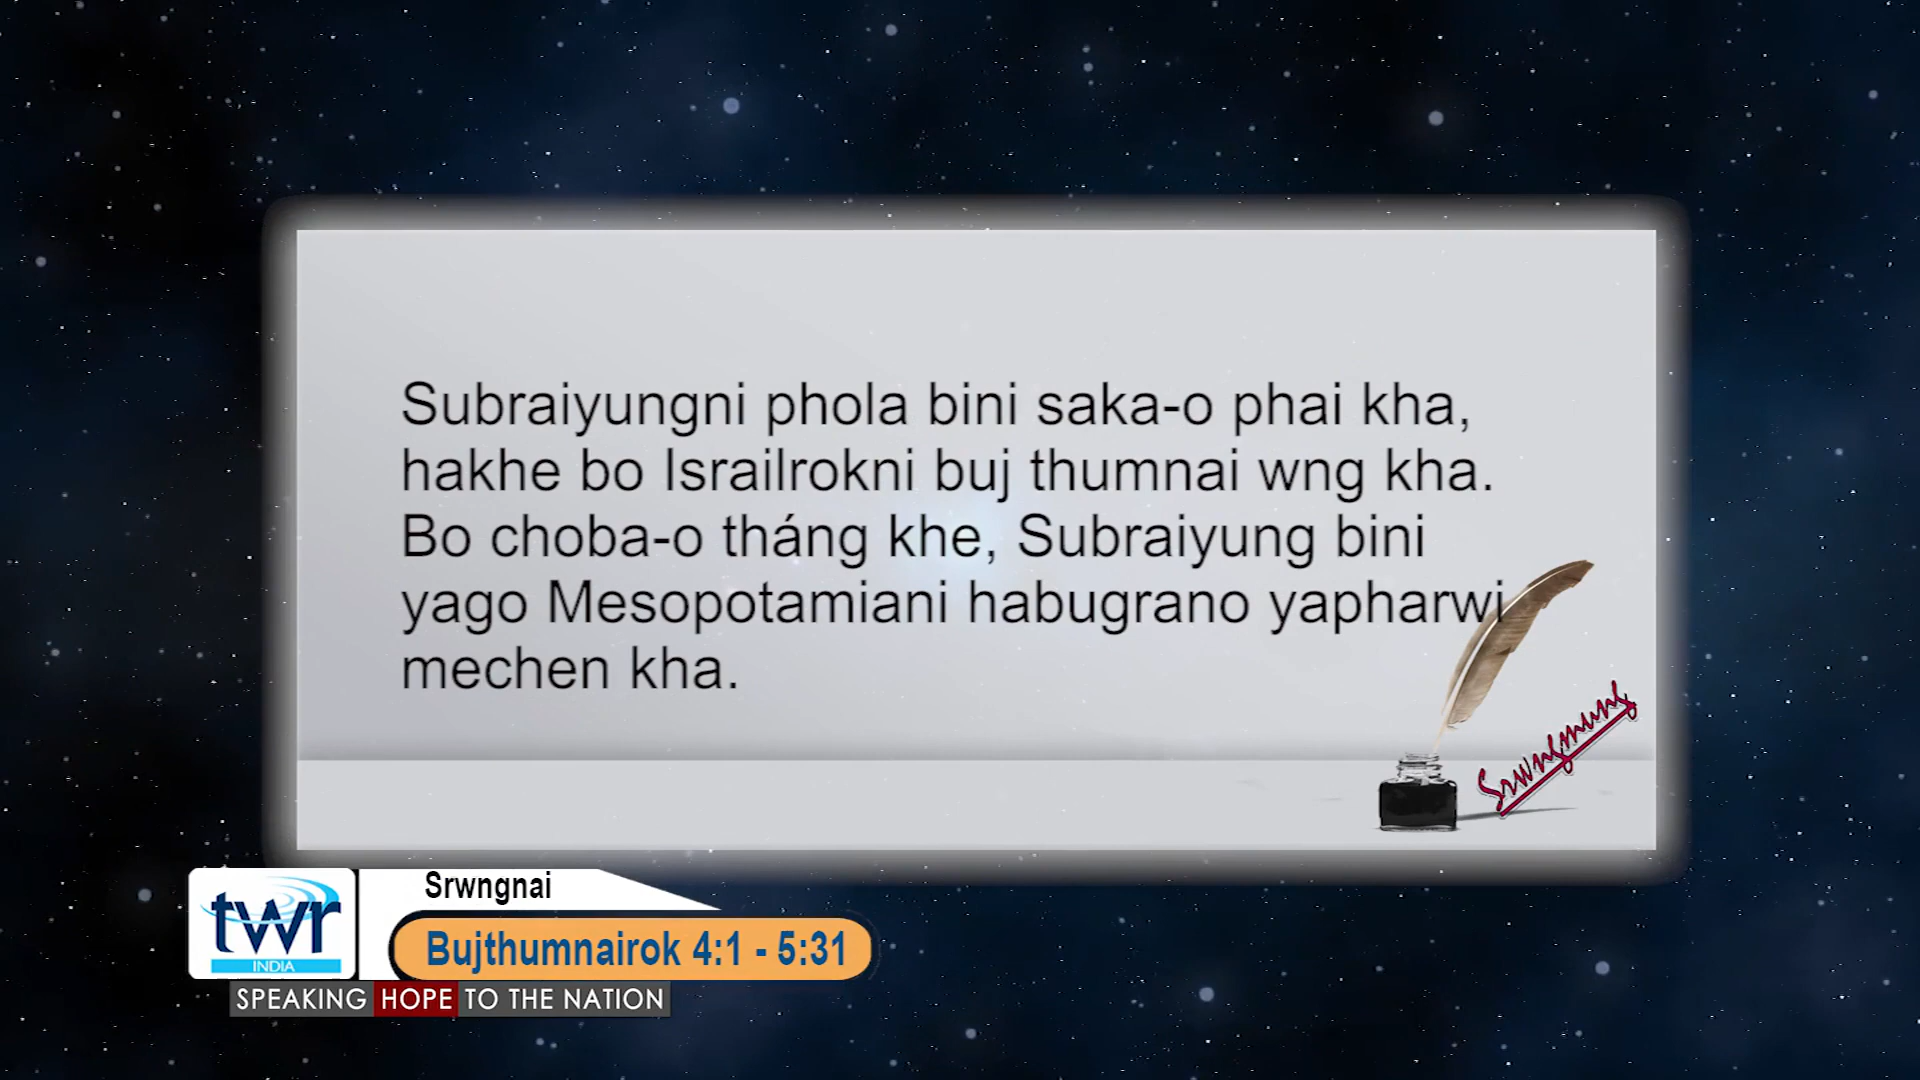 Subraiyungni phola bini saka-o phai kha,
hakhe bo Israilrokni buj thumnai wng kha.
Bo choba-o tháng khe, Subraiyung bini
yago Mesopotamiani habugrano yapharwi
mechen kha.
Srwngmung
twr
INDIA
Srwngnai
Bujthumnairok 4:1 - 5:31
SPEAKING HOPE TO THE NATION